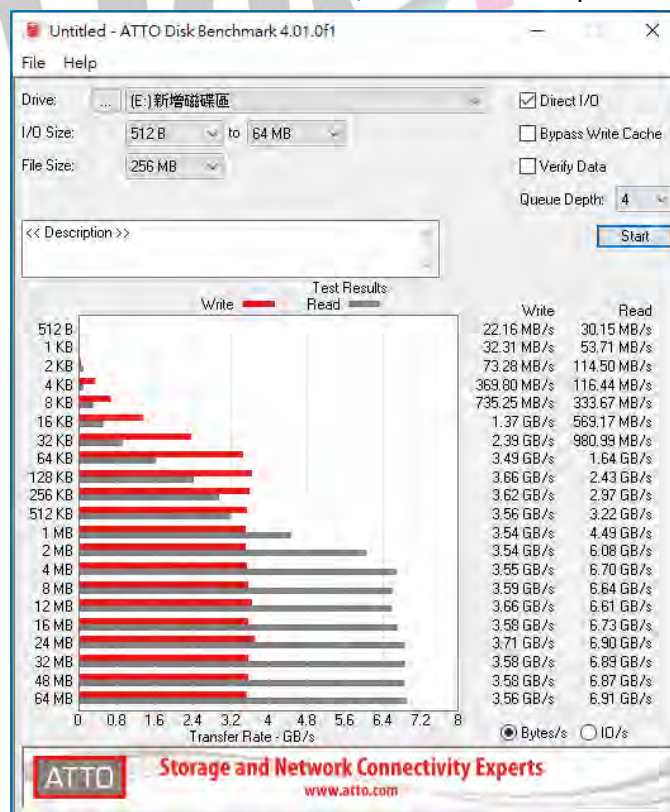 Untitled - ATTO Disk Benchmark 4.01.0f1
File Help
Drive: ... (E:)新增磁碟區
Direct I/O
I/O Size: 512 B to 64 MB
Bypass Write Cache
File Size: 256 MB
Verify Data
Queue Depth: 4
<< Description >>
Start
Test Results
Write Read
Write Read
512 B 22.16 MB/s 30.15 MB/s
1 KB 32.31 MB/s 53.71 MB/s
2 KB 73.28 MB/s 114.50 MB/s
4 KB 369.80 MB/s 116.44 MB/s
8 KB 735.25 MB/s 333.67 MB/s
16 KB 1.37 GB/s 569.17 MB/s
32 KB 2.39 GB/s 980.99 MB/s
64 KB 3.49 GB/s 1.64 GB/s
128 KB 3.66 GB/s 2.43 GB/s
256 KB 3.62 GB/s 2.97 GB/s
512 KB 3.56 GB/s 3.22 GB/s
1 MB 3.54 GB/s 4.49 GB/s
2 MB 3.54 GB/s 6.08 GB/s
4 MB 3.55 GB/s 6.70 GB/s
8 MB 3.59 GB/s 6.64 GB/s
12 MB 3.66 GB/s 6.61 GB/s
16 MB 3.58 GB/s 6.73 GB/s
24 MB 3.71 GB/s 6.90 GB/s
32 MB 3.58 GB/s 6.89 GB/s
48 MB 3.58 GB/s 6.87 GB/s
64 MB 3.56 GB/s 6.91 GB/s
0 0.8 1.6 2.4 3.2 4 4.8 5.6 6.4 7.2 8
Transfer Rate - GB/s
Bytes/s IO/s
ATTO
Storage and Network Connectivity Experts
www.atto.com